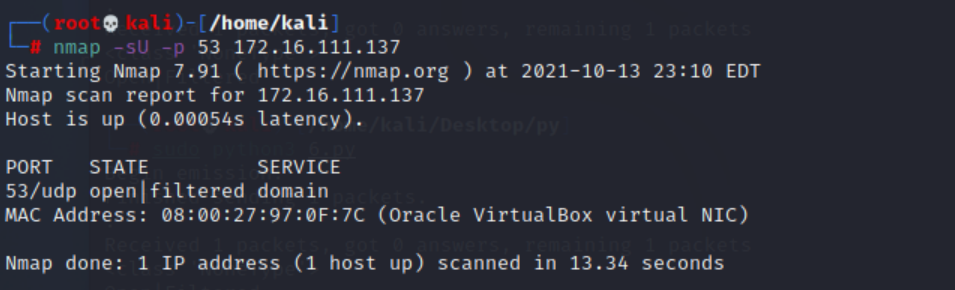 ┌──(root💀kali)-[/home/kali]
└─# nmap -sU -p 53 172.16.111.137
Starting Nmap 7.91 ( https://nmap.org ) at 2021-10-13 23:10 EDT
Nmap scan report for 172.16.111.137
Host is up (0.00054s latency).
PORT   STATE         SERVICE
53/udp open|filtered domain
MAC Address: 08:00:27:97:0F:7C (Oracle VirtualBox virtual NIC)
Nmap done: 1 IP address (1 host up) scanned in 13.34 seconds